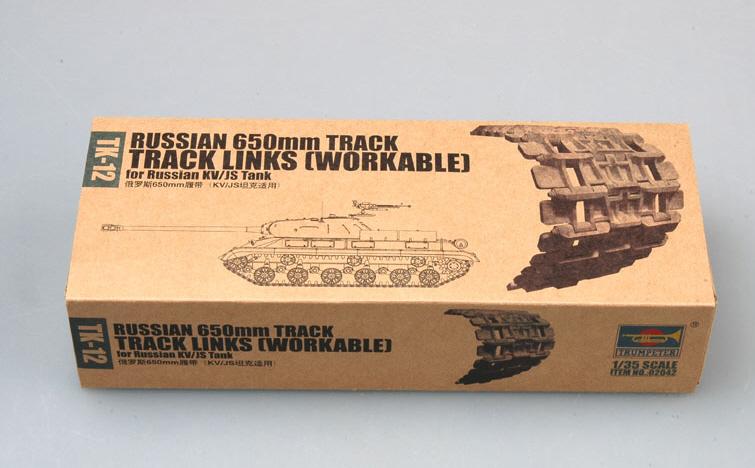 TK-12
RUSSIAN 650mm TRACK
TRACK LINKS (WORKABLE)
for Russian KV/JS Tank
俄罗斯650mm履带 (KV/JS坦克适用)
TK-12
RUSSIAN 650mm TRACK
TRACK LINKS (WORKABLE)
for Russian KV/JS Tank
俄罗斯650mm履带 (KV/JS坦克适用)
®
TRUMPETER
1/35 SCALE
ITEM NO.:02042